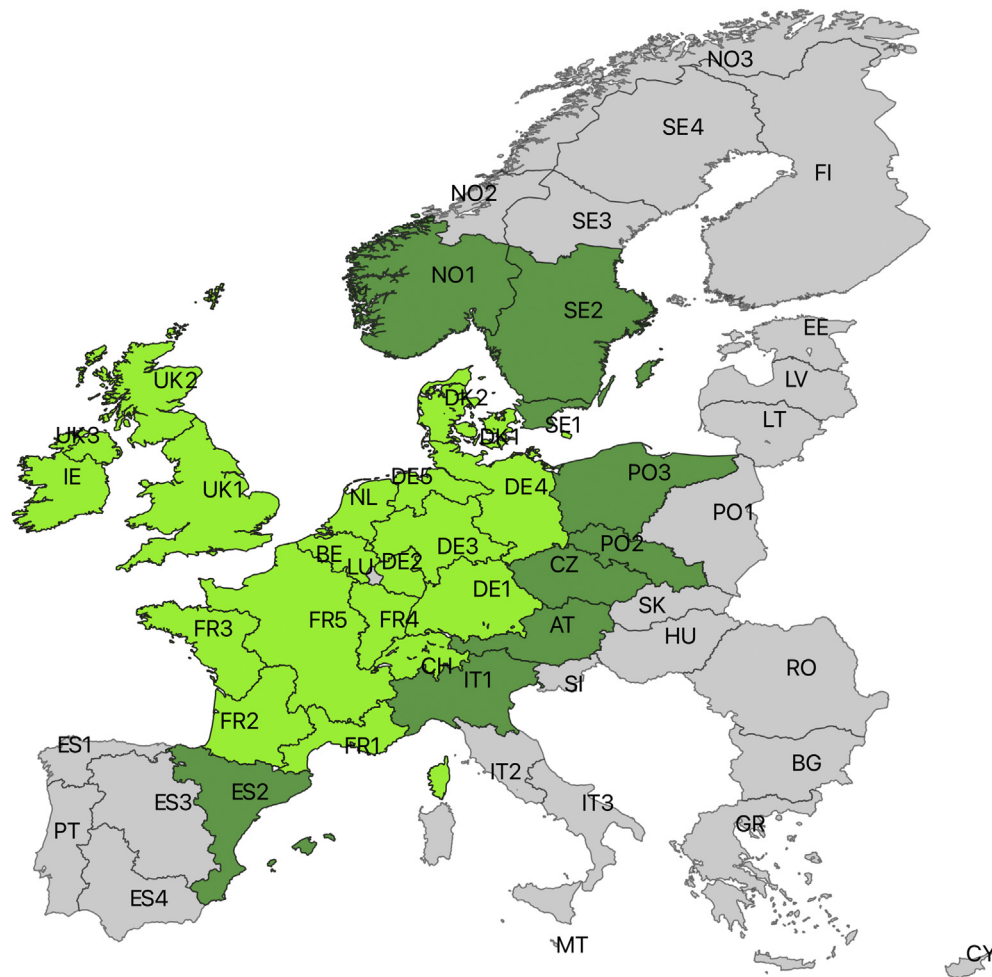 NO3
SE4
FI
NO2
SE3
NO1
SE2
EE
UK2
LV
DK2
LT
SE1
UK3
DK1
PO3
IE
DE5
DE4
UK1
NL
PO1
DE3
PO2
BE
DE2
CZ
LU
DE1
SK
FR3
FR5
FR4
AT
HU
CH
RO
IT1
SI
FR2
ES1
FR1
BG
IT2
ES2
ES3
IT3
PT
GR
ES4
MT
CY